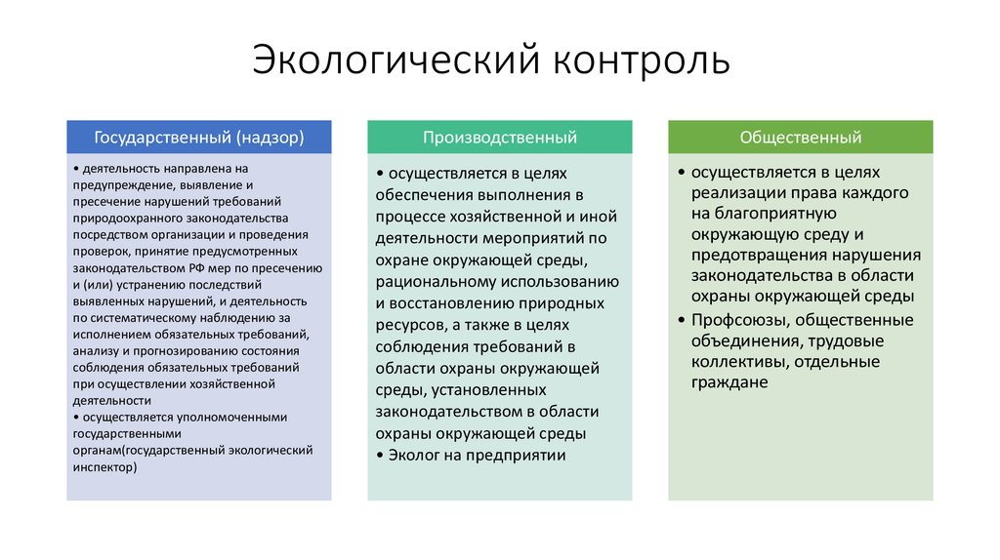 Экологический контроль
Государственный (надзор)
• деятельность направлена на
предупреждение, выявление и
пресечение нарушений требований
природоохранного законодательства
посредством организации и проведения
проверок, принятие предусмотренных
законодательством РФ мер по пресечению
и (или) устранению последствий
выявленных нарушений, и деятельность
по систематическому наблюдению за
исполнением обязательных требований,
анализу и прогнозированию состояния
соблюдения обязательных требований
при осуществлении хозяйственной
деятельности
• осуществляется уполномоченными
государственными
органам(государственный экологический
инспектор)
Производственный
• осуществляется в целях
обеспечения выполнения в
процессе хозяйственной и иной
деятельности мероприятий по
охране окружающей среды,
рациональному использованию
и восстановлению природных
ресурсов, а также в целях
соблюдения требований в
области охраны окружающей
среды, установленных
законодательством в области
охраны окружающей среды
• Эколог на предприятии
Общественный
• осуществляется в целях
реализации права каждого
на благоприятную
окружающую среду и
предотвращения нарушения
законодательства в области
охраны окружающей среды
• Профсоюзы, общественные
объединения, трудовые
коллективы, отдельные
граждане